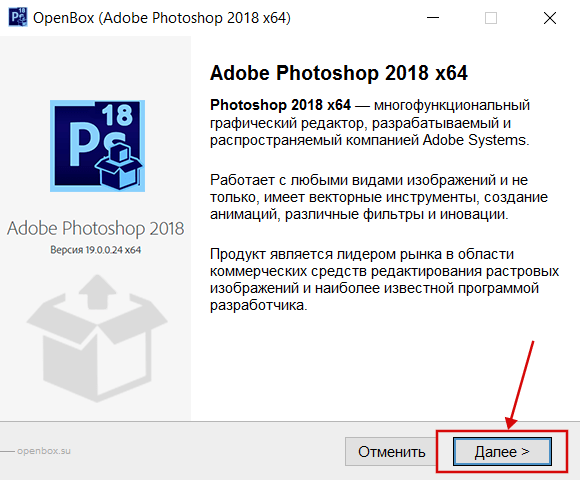 OpenBox (Adobe Photoshop 2018 x64)
18
Ps
Adobe Photoshop 2018
Версия 19.0.0.24 x64
Adobe Photoshop 2018 x64
Photoshop 2018 x64 — многофункциональный
графический редактор, разрабатываемый и
распространяемый компанией Adobe Systems.
Работает с любыми видами изображений и не
только, имеет векторные инструменты, создание
анимаций, различные фильтры и иновации.
Продукт является лидером рынка в области
коммерческих средств редактирования растровых
изображений и наиболее известной программой
разработчика.
openbox.su
Отменить
Далее >